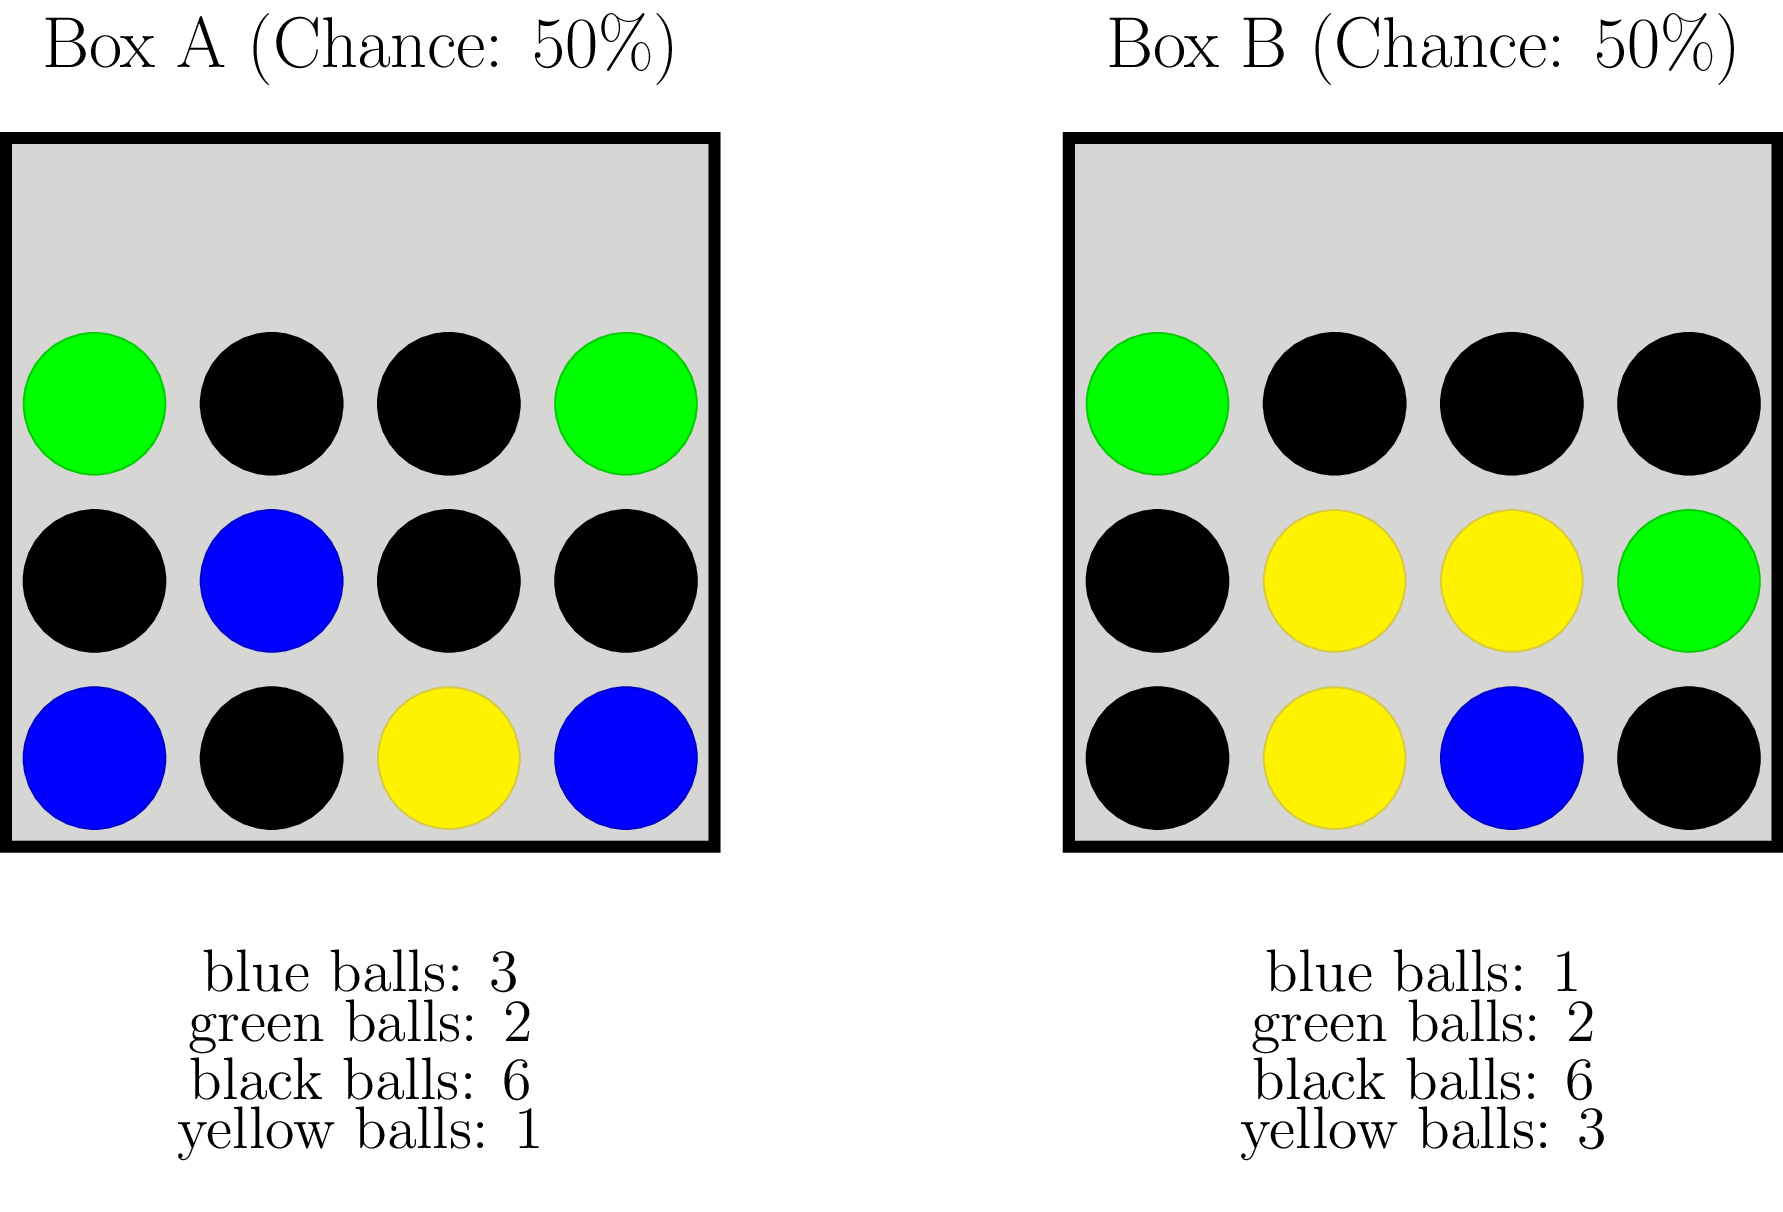 Box A (Chance: 50%)
Box B (Chance: 50%)
blue balls: 3
green balls: 2
black balls: 6
yellow balls: 1
blue balls: 1
green balls: 2
black balls: 6
yellow balls: 3